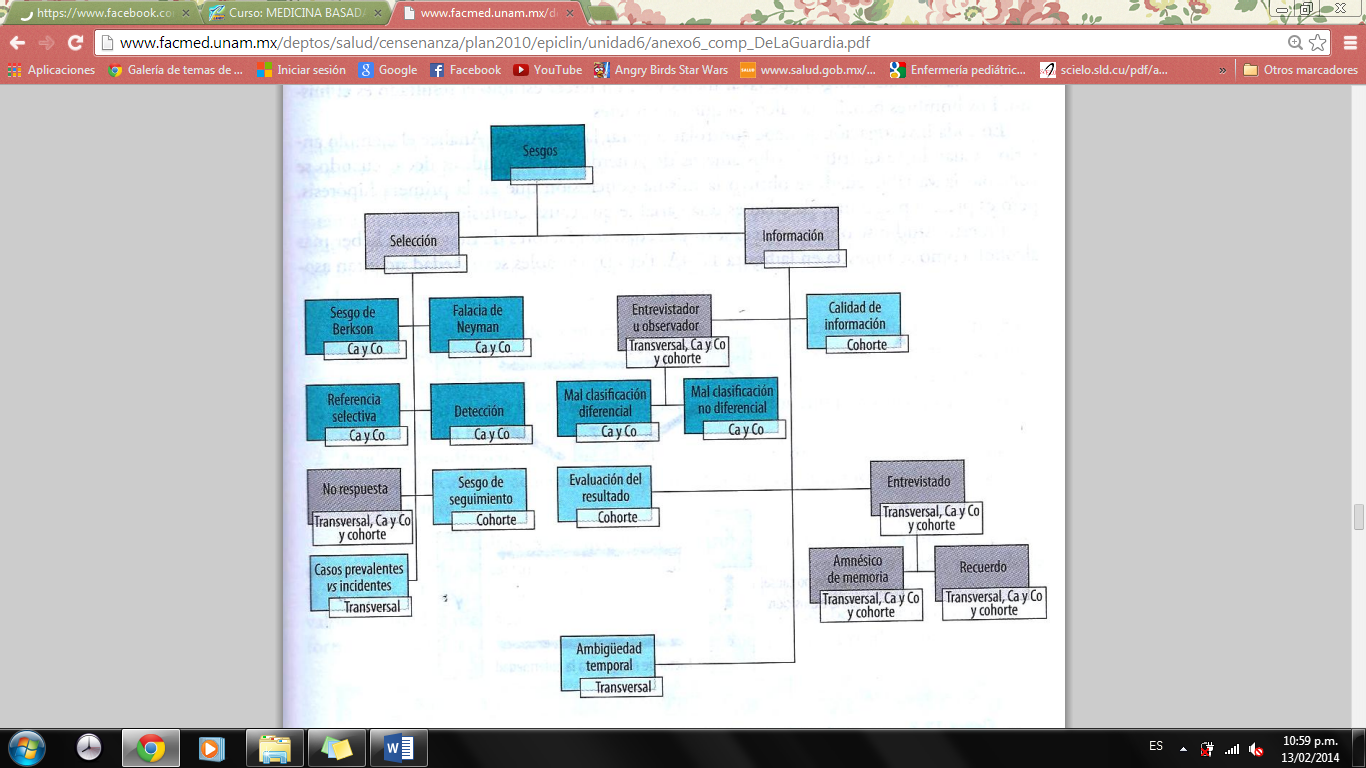 https://www.facebook.co
Curso: MEDICINA BASADA
www.facmed.unam.mx/de
www.facmed.unam.mx/deptos/salud/censenanza/plan2010/epiclin/unidad6/anexo6_comp_DeLaGuardia.pdf
Aplicaciones
Galería de temas de ...
Iniciar sesión
Google
Facebook
YouTube
Angry Birds Star Wars
www.salud.gob.mx/...
Enfermería pediátric...
scielo.sld.cu/pdf/a...
»
Otros marcadores
Sesgos
Selección
Información
Sesgo de
Berkson
Ca y Co
Falacia de
Neyman
Ca y Co
Entrevistador
u observador
Transversal, Ca y Co
y cohorte
Calidad de
información
Cohorte
Referencia
selectiva
Ca y Co
Detección
Ca y Co
Mal clasificación
diferencial
Ca y Co
Mal clasificación
no diferencial
Ca y Co
No respuesta
Transversal, Ca y Co
y cohorte
Sesgo de
seguimiento
Cohorte
Evaluación del
resultado
Cohorte
Entrevistado
Transversal, Ca y Co
y cohorte
Casos prevalentes
vs incidentes
Transversal
Amnésico
de memoria
Transversal, Ca y Co
y cohorte
Recuerdo
Transversal, Ca y Co
y cohorte
Ambigüedad
temporal
Transversal
ES
10:59 p.m.
13/02/2014